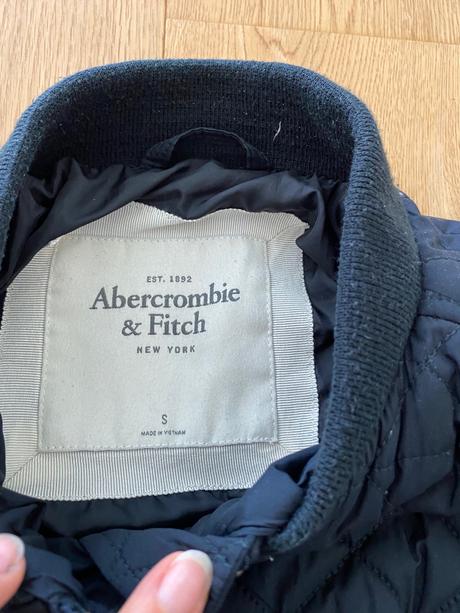 EST. 1892
Abercrombie
& Fitch
NEW YORK
S
MADE IN VIETNAM